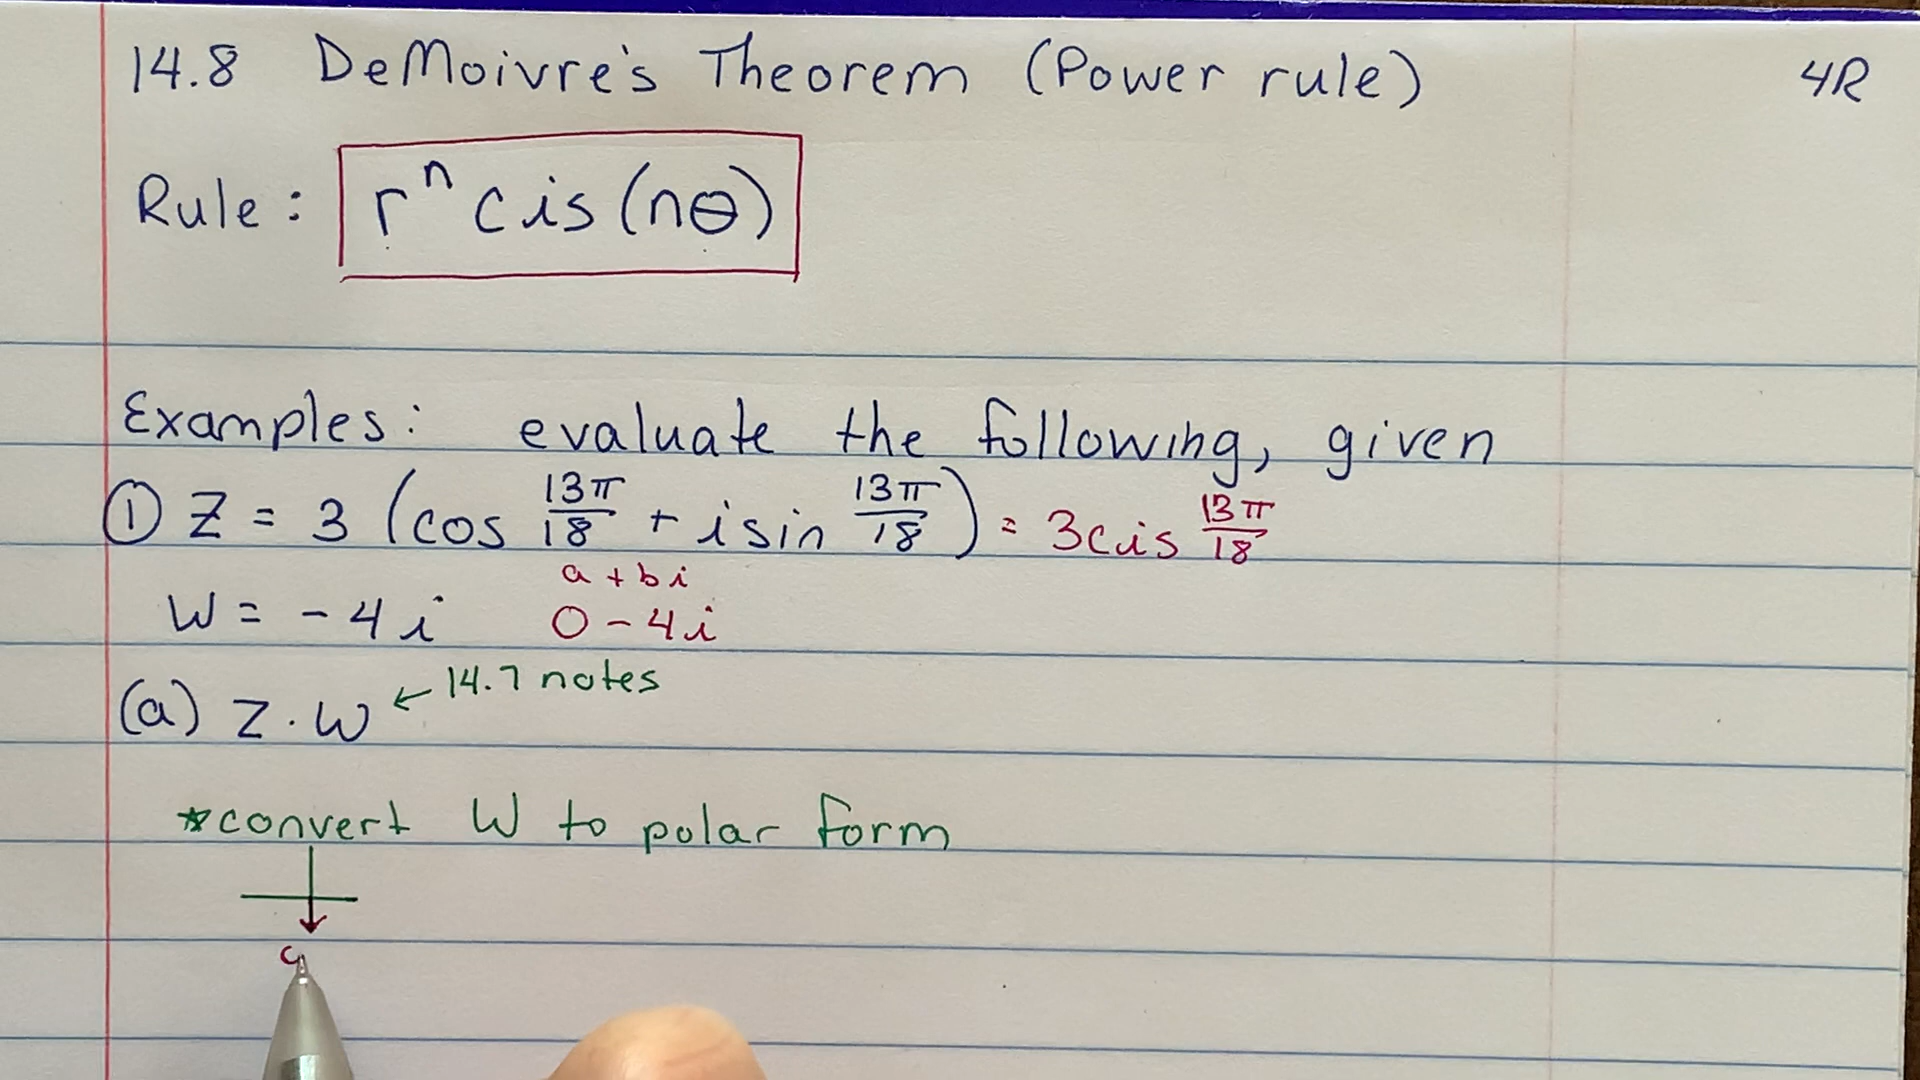 14.8 DeMoivre's Theorem (Power rule) 4R
Rule: rⁿ cis(nθ)
Examples: evaluate the following, given
① Z = 3 (cos 13π/18 + i sin 13π/18) = 3cis 13π/18
a + bi
W = -4i 0 - 4i
(a) Z · W ← 14.7 notes
*convert W to polar form